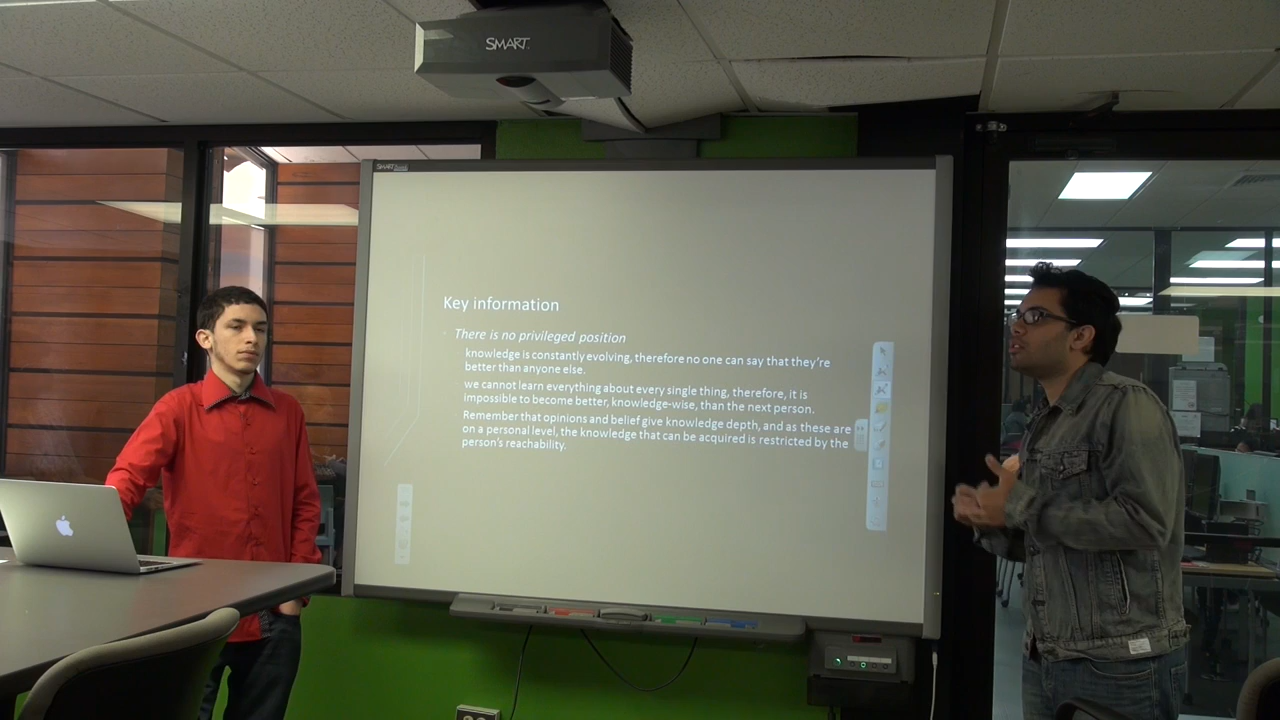 SMART
SMART
Key information
There is no privileged position
knowledge is constantly evolving, therefore no one can say that they're
better than anyone else.
we cannot learn everything about every single thing, therefore, it is
impossible to become better, knowledge-wise, than the next person.
Remember that opinions and belief give knowledge depth, and as these are
on a personal level, the knowledge that can be acquired is restricted by the
person's reachability.